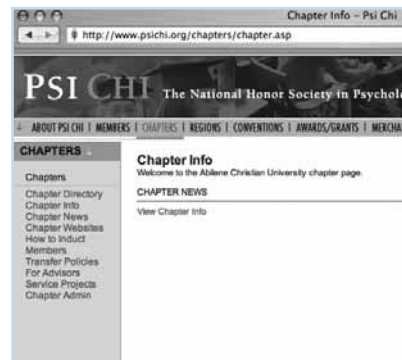 Chapter Info – Psi Chi
http://www.psichi.org/chapters/chapter.asp
PSI CHI The National Honor Society in
ABOUT PSI CHI | MEMBERS | CHAPTERS | REGIONS | CONVENTIONS | AWARDS/GRANTS |
CHAPTERS
Chapters
Chapter Directory
Chapter Info
Chapter News
Chapter Websites
How to Induct
Members
Transfer Policies
For Advisors
Service Projects
Chapter Admin
Chapter Info
Welcome to the Abilene Christian University chapter page.
CHAPTER NEWS
View Chapter Info